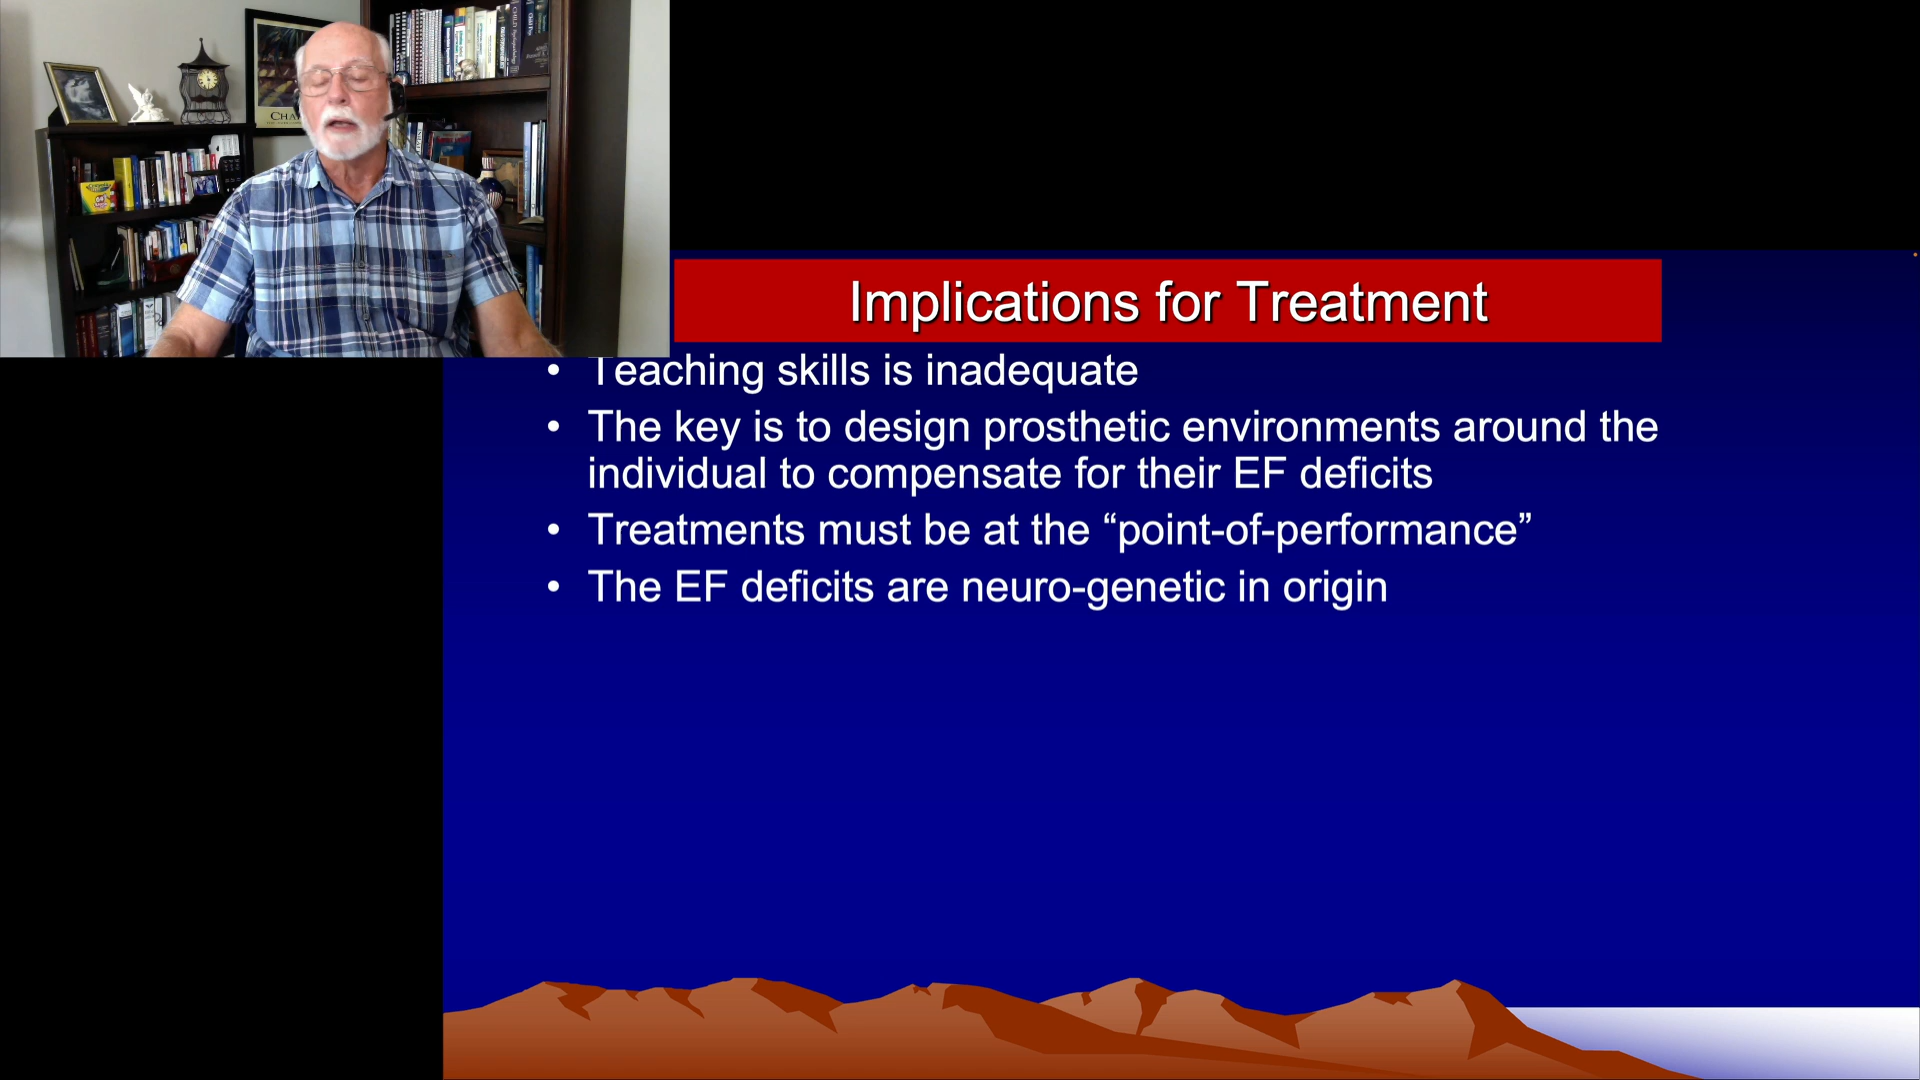 CHA
Implications for Treatment
• Teaching skills is inadequate
• The key is to design prosthetic environments around the
individual to compensate for their EF deficits
• Treatments must be at the “point-of-performance”
• The EF deficits are neuro-genetic in origin